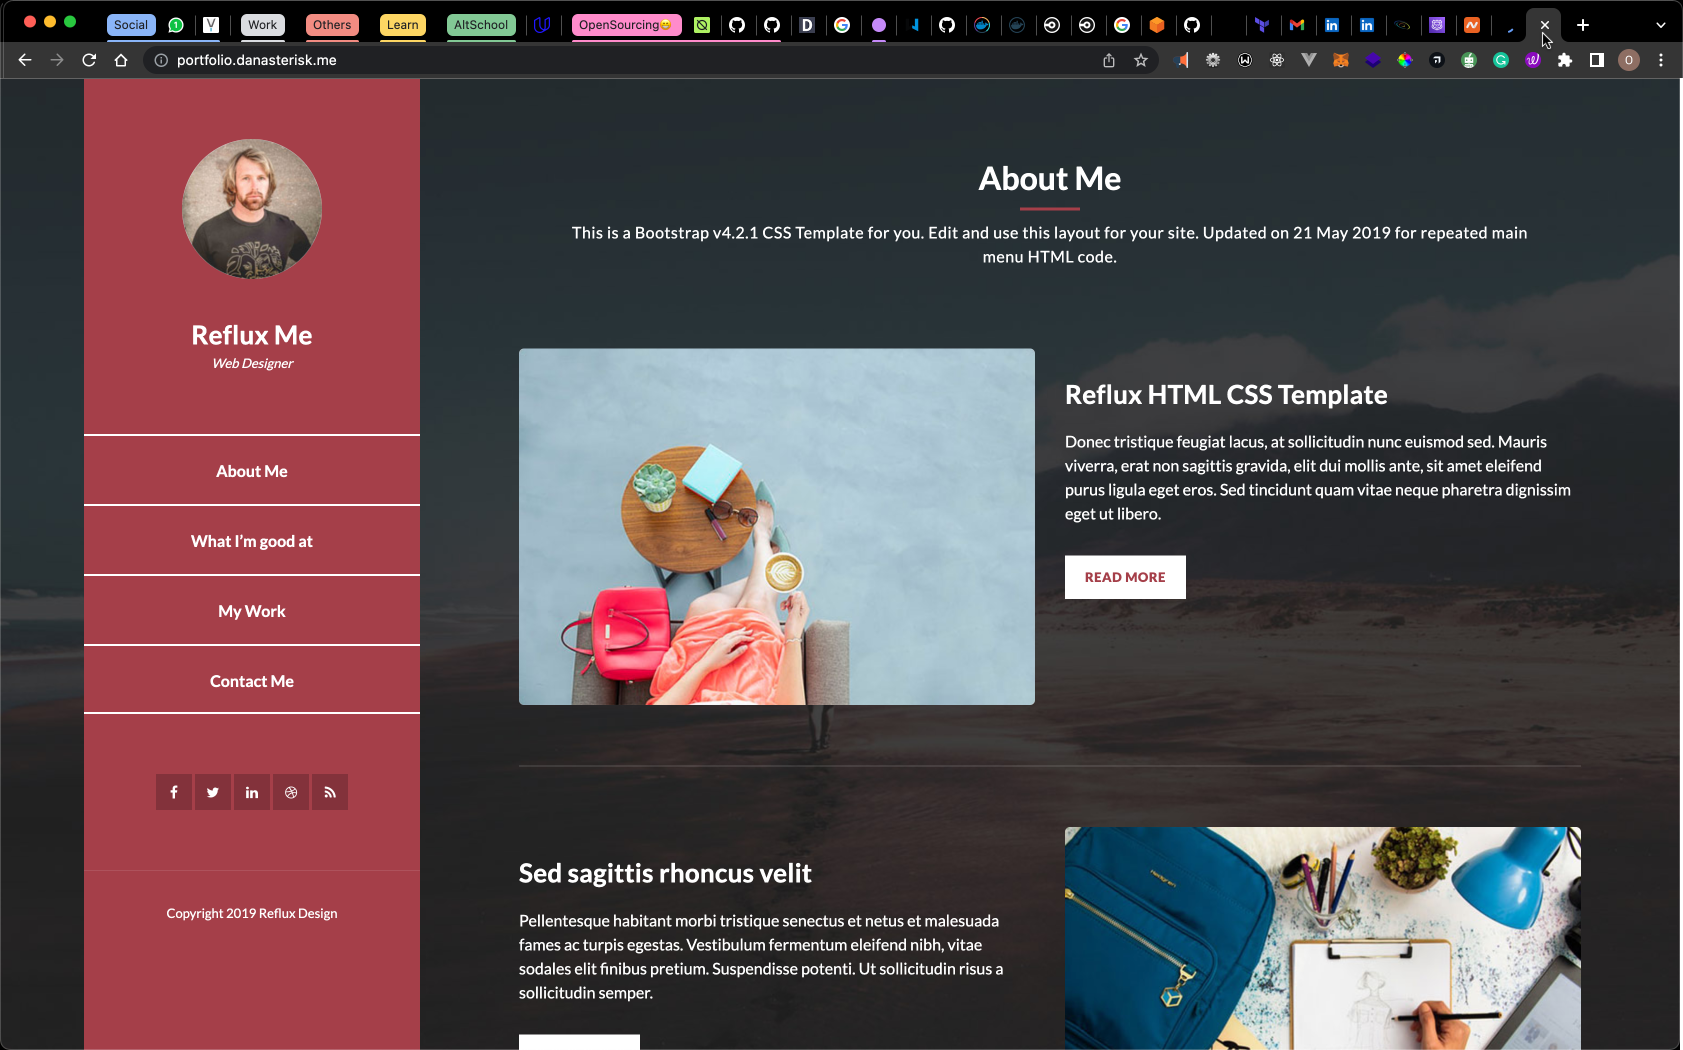 Social
Work
Others
Learn
AltSchool
OpenSourcing😄
portfolio.danasterisk.me
Reflux Me
Web Designer
About Me
What I'm good at
My Work
Contact Me
Copyright 2019 Reflux Design
About Me
This is a Bootstrap v4.2.1 CSS Template for you. Edit and use this layout for your site. Updated on 21 May 2019 for repeated main
menu HTML code.
Reflux HTML CSS Template
Donec tristique feugiat lacus, at sollicitudin nunc euismod sed. Mauris
viverra, erat non sagittis gravida, elit dui mollis ante, sit amet eleifend
purus ligula eget eros. Sed tincidunt quam vitae neque pharetra dignissim
eget ut libero.
READ MORE
Sed sagittis rhoncus velit
Pellentesque habitant morbi tristique senectus et netus et malesuada
fames ac turpis egestas. Vestibulum fermentum eleifend nibh, vitae
sodales elit finibus pretium. Suspendisse potenti. Ut sollicitudin risus a
sollicitudin semper.